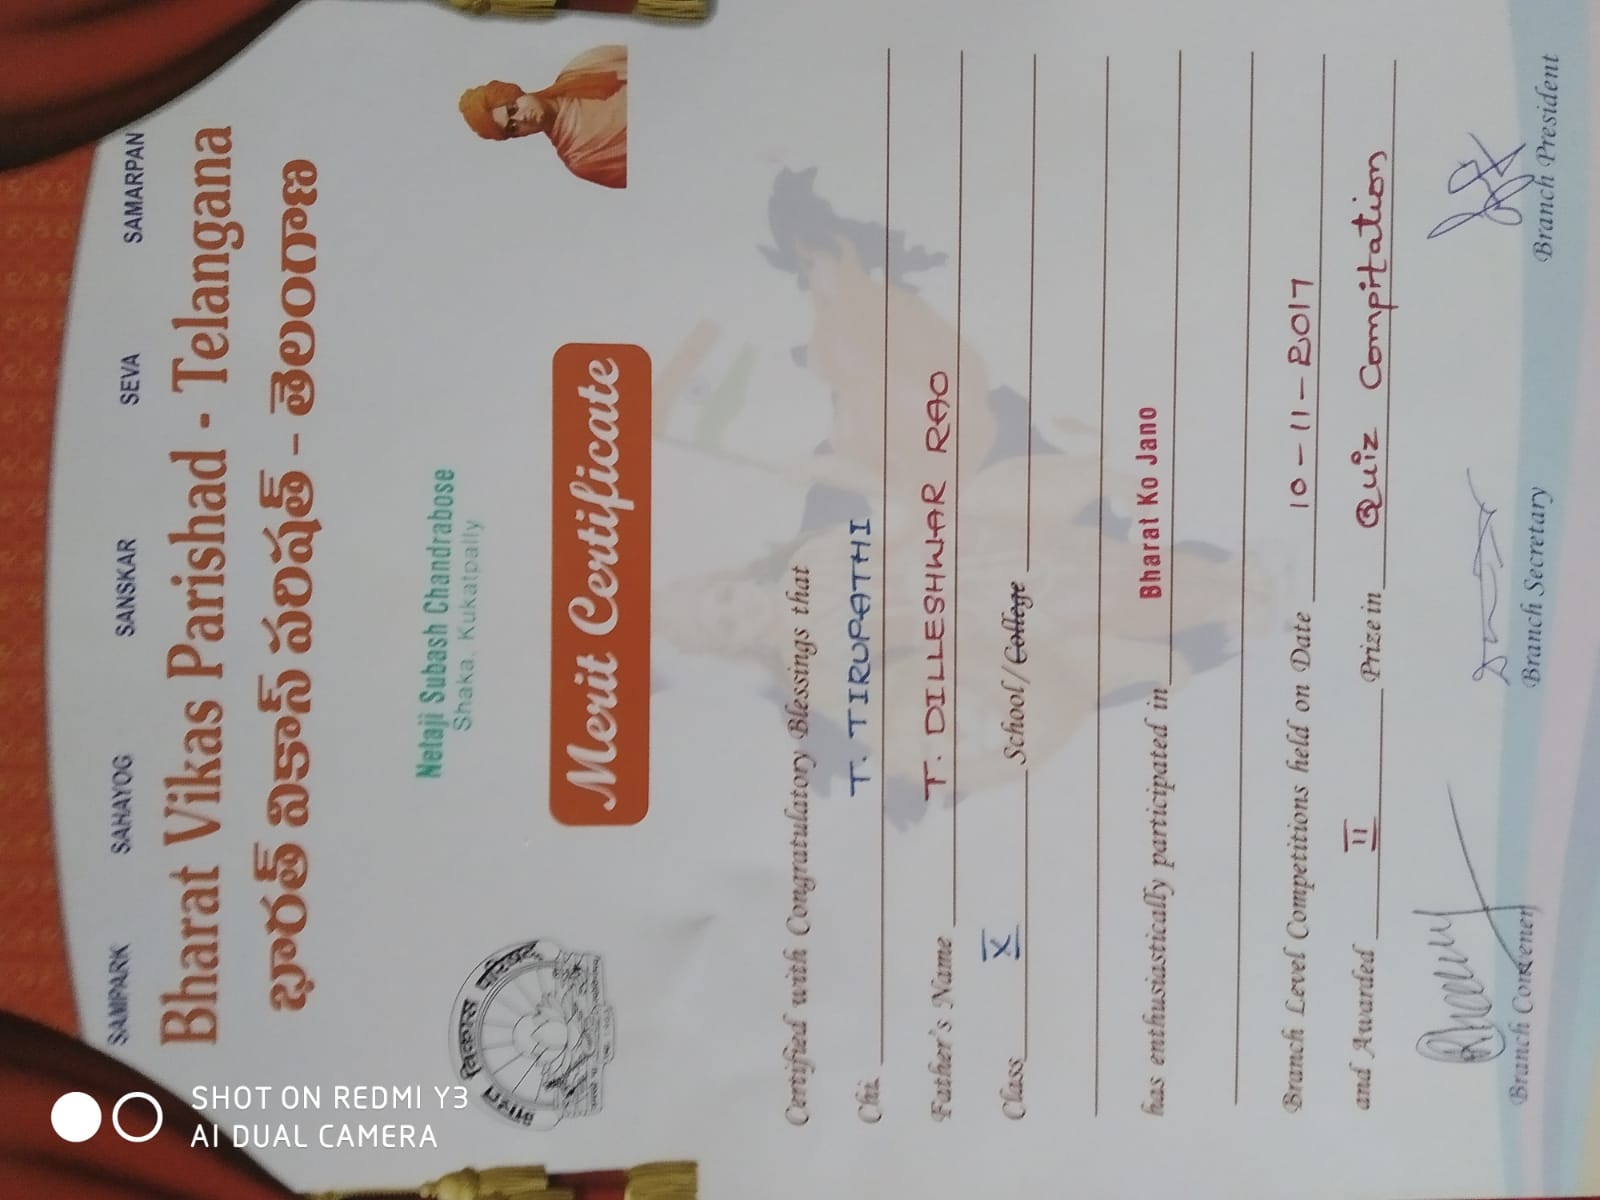 SAMPARK SAHAYOG SANSKAR SEVA SAMARPAN
Bharat Vikas Parishad - Telangana
భారత్ వికాస్ పరిషత్ - తెలంగాణ
Netaji Subash Chandrabose
Shaka, Kukatpally
भारत विकास परिषद
Merit Certificate
Certified with Congratulatory Blessings that
Chi. T. TIRUPATHI
Father's Name T. DILLESHWAR RAO
Class X School/College
has enthusiastically participated in Bharat Ko Jano
Branch Level Competitions held on Date 10-11-2017
and Awarded II Prize in Quiz Compitation
Branch Convener Branch Secretary Branch President
SHOT ON REDMI Y3
AI DUAL CAMERA